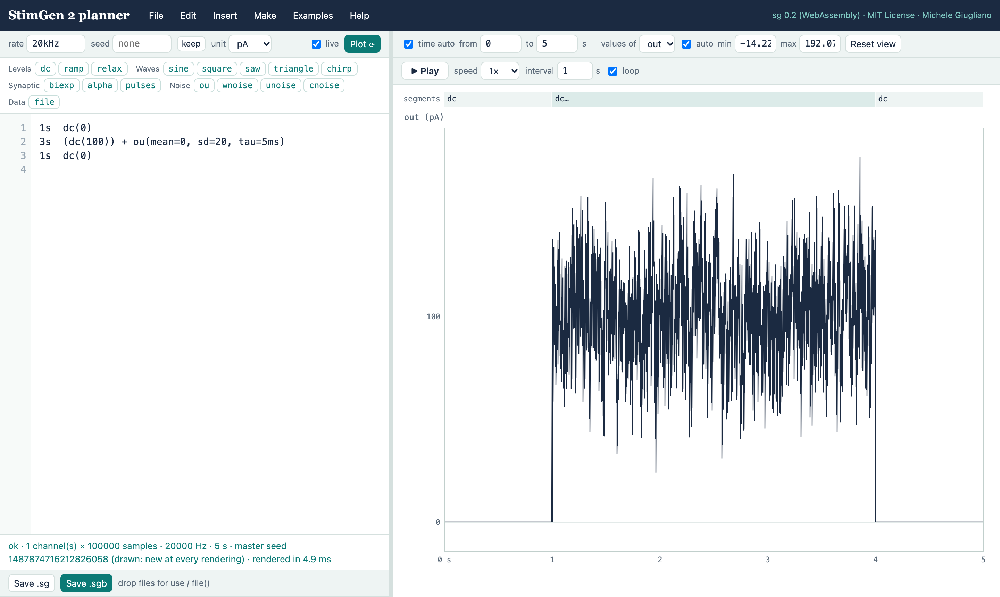 StimGen 2 planner File Edit Insert Make Examples Help sg 0.2 (WebAssembly) · MIT License · Michele Giugliano
rate 20kHz seed none keep unit pA live Plot ⟳
time auto from 0 to 5 s values of out auto min −14.22 max 192.07 Reset view
Levels dc ramp relax Waves sine square saw triangle chirp
Synaptic biexp alpha pulses Noise ou wnoise unoise cnoise
Data file
▶ Play speed 1× interval 1 s loop
1 1s dc(0)
2 3s (dc(100)) + ou(mean=0, sd=20, tau=5ms)
3 1s dc(0)
4
segments dc dc… dc
out (pA)
100
0
0 s 1 2 3 4 5
ok · 1 channel(s) × 100000 samples · 20000 Hz · 5 s · master seed
1487874716212826058 (drawn: new at every rendering) · rendered in 4.9 ms
Save .sg Save .sgb drop files for use / file()